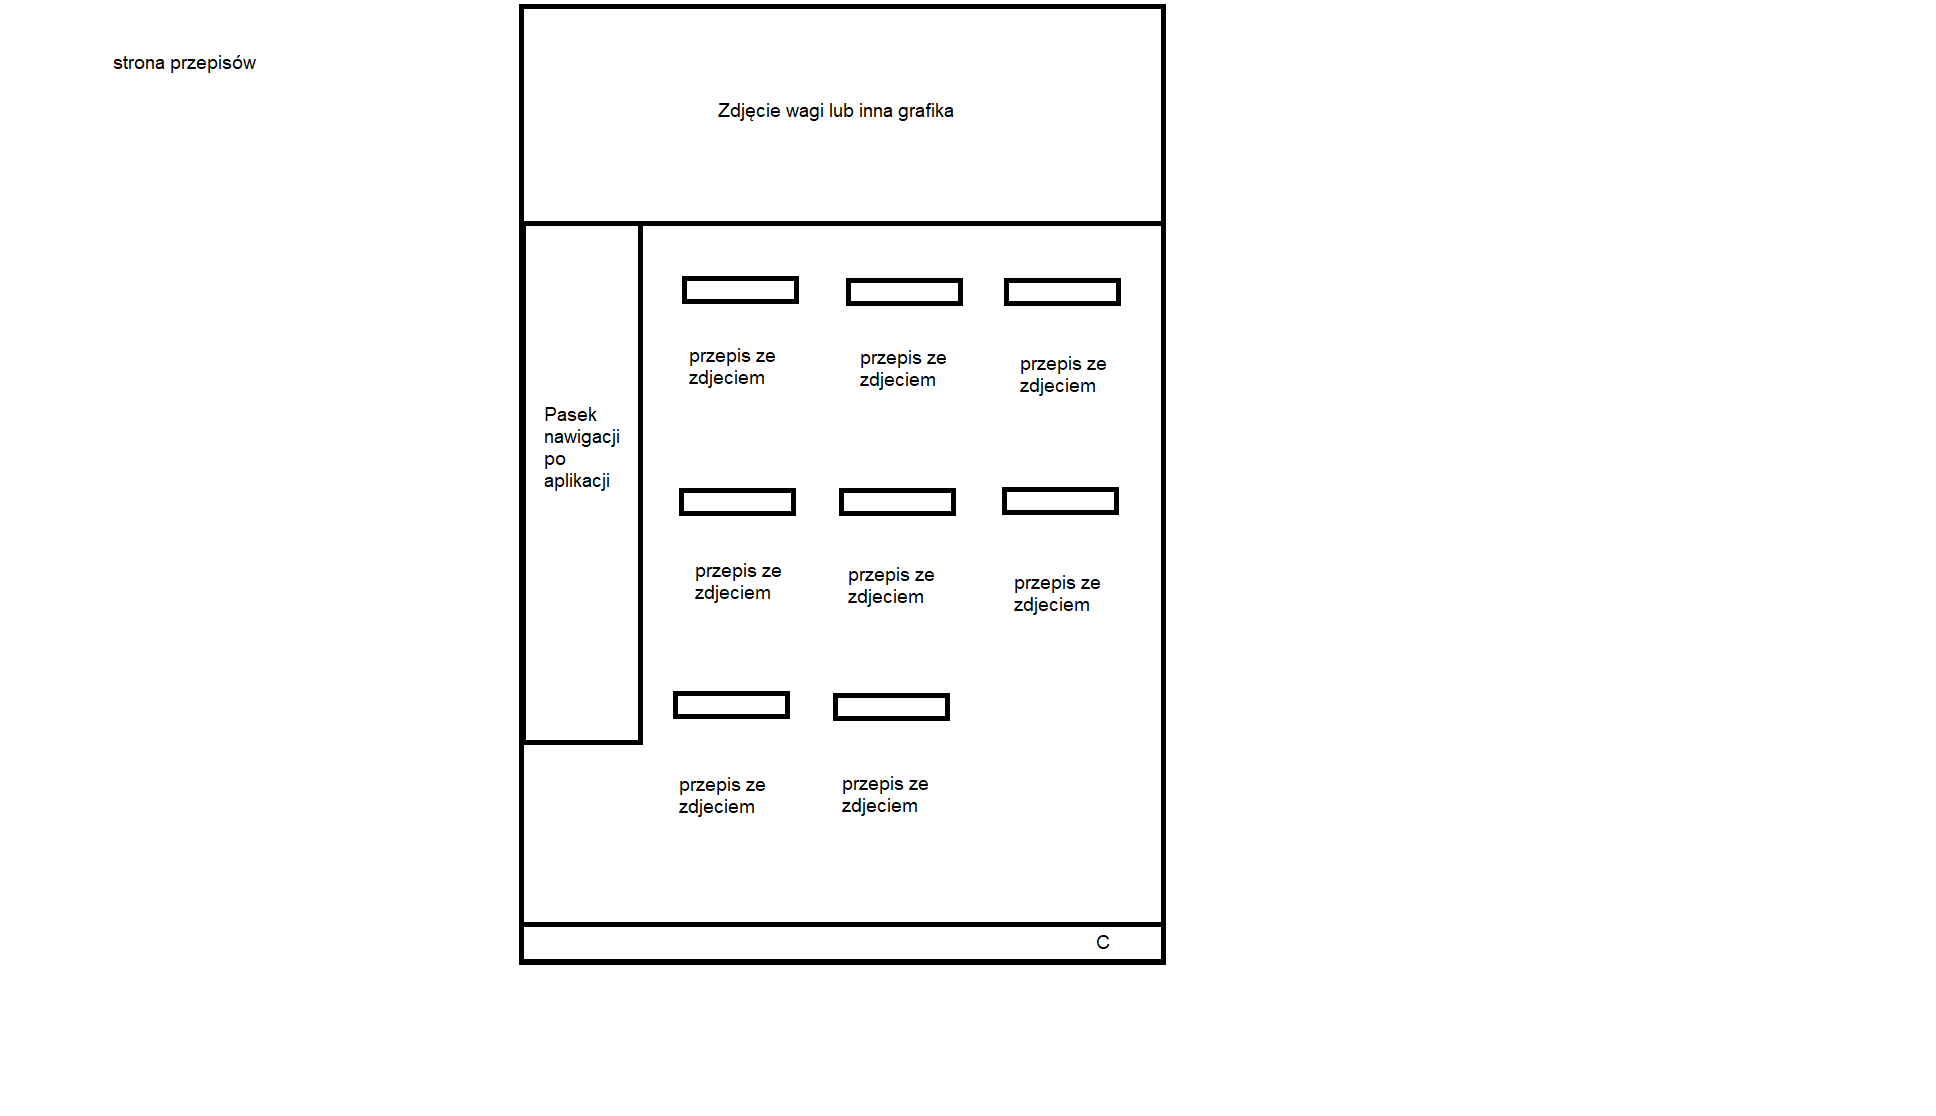 strona przepisów
Zdjęcie wagi lub inna grafika
Pasek
nawigacji
po
aplikacji
przepis ze
zdjeciem
przepis ze
zdjeciem
przepis ze
zdjeciem
przepis ze
zdjeciem
przepis ze
zdjeciem
przepis ze
zdjeciem
przepis ze
zdjeciem
przepis ze
zdjeciem
C